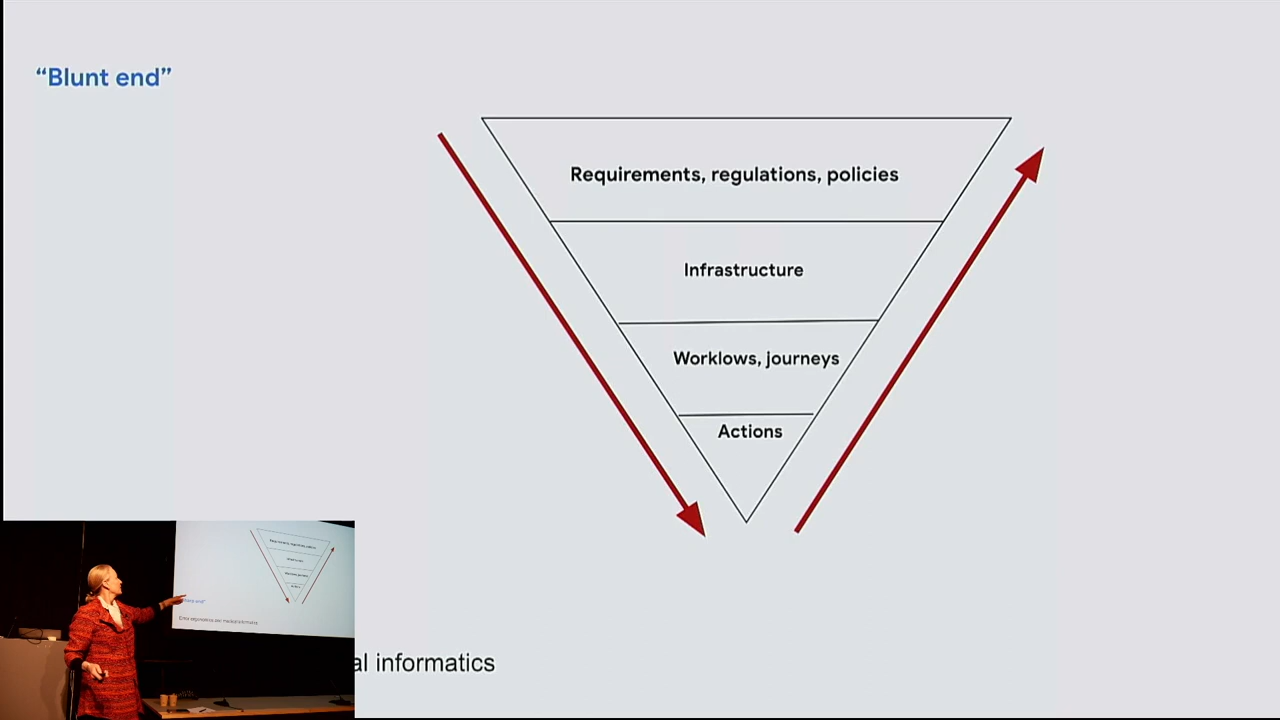 “Blunt end”
Requirements, regulations, policies
Infrastructure
Worklows, journeys
Actions
al informatics